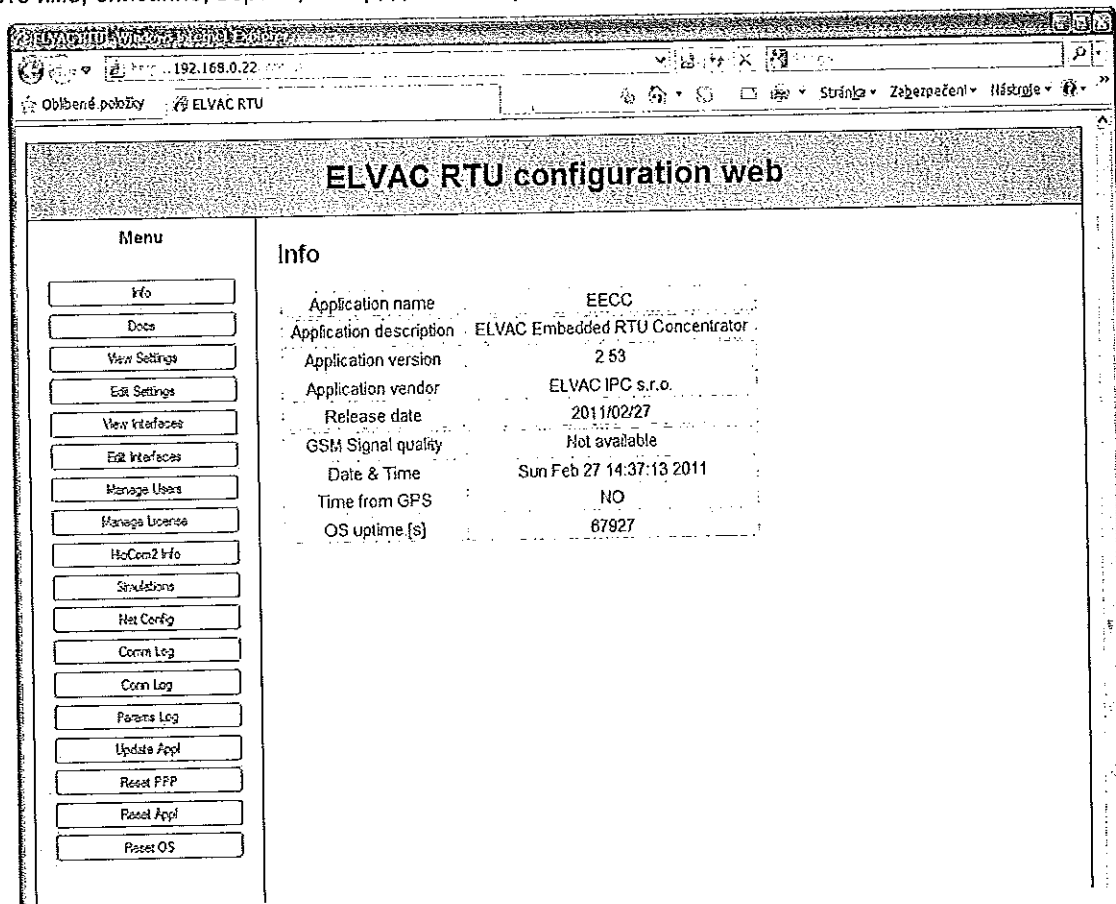 192.168.0.22
Oblíbené položky ELVAC RTU Stránka Zabezpečení Nástroje
ELVAC RTU configuration web
Menu
Info
Docs
View Settings
Edit Settings
View Interfaces
Edit Interfaces
Manage Users
Manage License
HioCom2 Info
Simulations
Net Config
Comm Log
Conn Log
Params Log
Update Appl
Reset PPP
Reset Appl
Reset OS
Info
Application name EECC
Application description ELVAC Embedded RTU Concentrator
Application version 2.53
Application vendor ELVAC IPC s.r.o.
Release date 2011/02/27
GSM Signal quality Not available
Date & Time Sun Feb 27 14:37:13 2011
Time from GPS NO
OS uptime [s] 67927